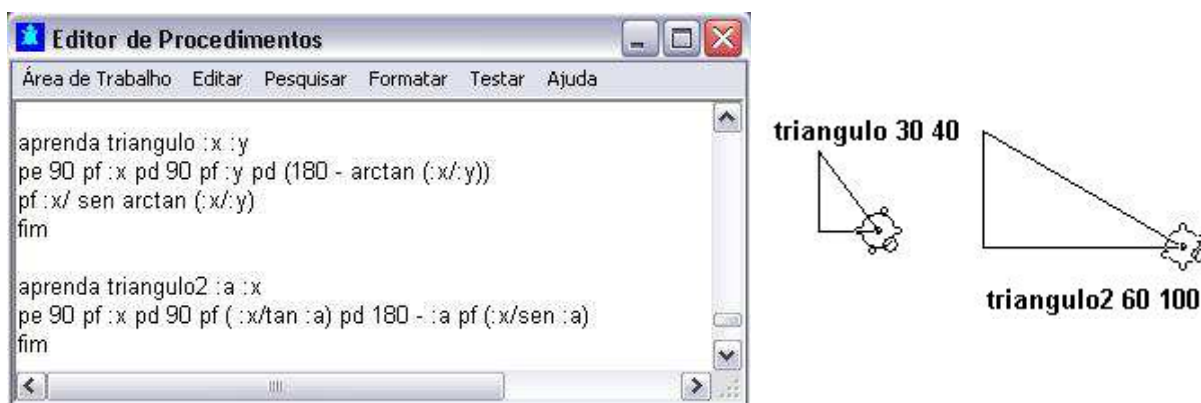 Editor de Procedimentos
Área de Trabalho Editar Pesquisar Formatar Testar Ajuda
aprenda triangulo :x :y
pe 90 pf :x pd 90 pf :y pd (180 - arctan (:x/:y))
pf :x/ sen arctan (:x/:y)
fim
aprenda triangulo2 :a :x
pe 90 pf :x pd 90 pf ( :x/tan :a) pd 180 - :a pf (:x/sen :a)
fim
triangulo 30 40
triangulo2 60 100